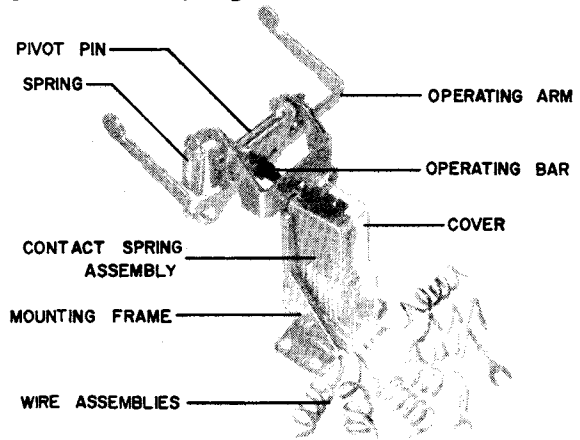 PIVOT PIN
SPRING
OPERATING ARM
OPERATING BAR
COVER
CONTACT SPRING
ASSEMBLY
MOUNTING FRAME
WIRE ASSEMBLIES